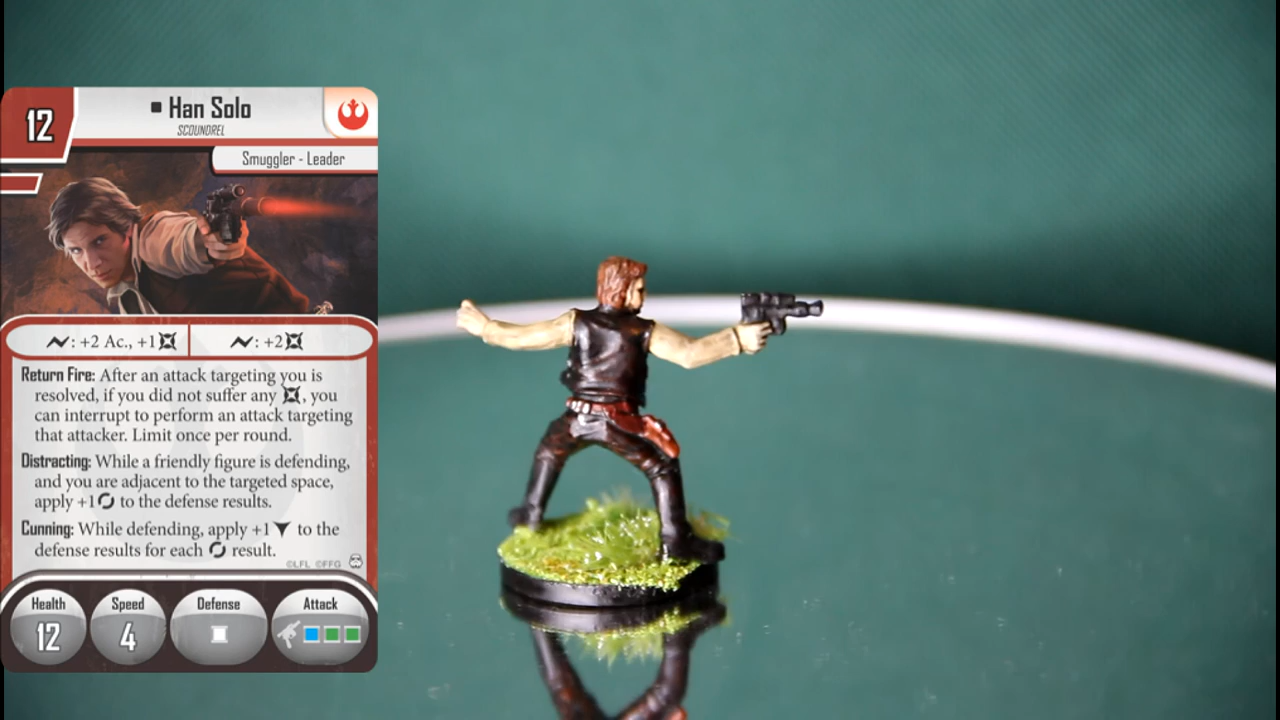 12
Han Solo
SCOUNDREL
Smuggler - Leader
: +2 Ac., +1
: +2
Return Fire: After an attack targeting you is
resolved, if you did not suffer any , you
can interrupt to perform an attack targeting
that attacker. Limit once per round.
Distracting: While a friendly figure is defending,
and you are adjacent to the targeted space,
apply +1 to the defense results.
Cunning: While defending, apply +1 to the
defense results for each result.
©LFL ©FFG
Health Speed Defense Attack
12 4